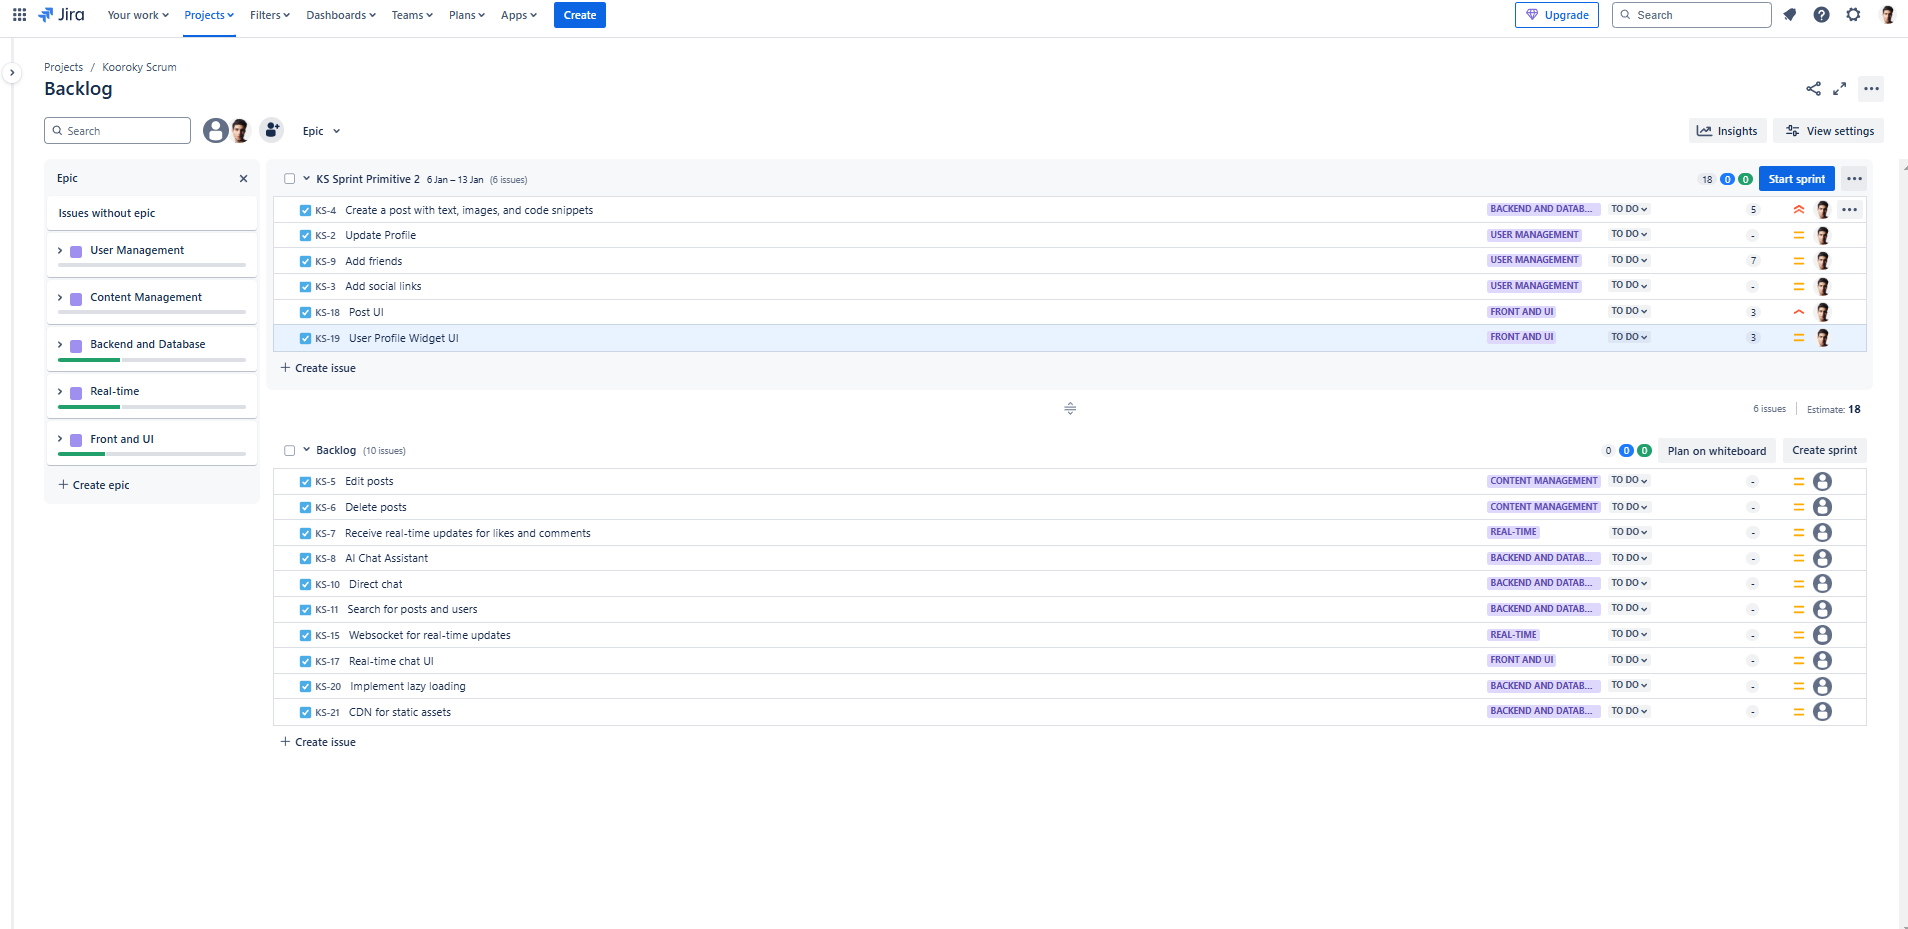 Jira Your work Projects Filters Dashboards Teams Plans Apps Create Upgrade Search
Projects / Kooroky Scrum
Backlog
Search Epic Insights View settings
Epic
Issues without epic
User Management
Content Management
Backend and Database
Real-time
Front and UI
Create epic
KS Sprint Primitive 2 6 Jan – 13 Jan (6 issues) 18 0 0 Start sprint
KS-4 Create a post with text, images, and code snippets BACKEND AND DATAB... TO DO 5
KS-2 Update Profile USER MANAGEMENT TO DO -
KS-9 Add friends USER MANAGEMENT TO DO 7
KS-3 Add social links USER MANAGEMENT TO DO -
KS-18 Post UI FRONT AND UI TO DO 3
KS-19 User Profile Widget UI FRONT AND UI TO DO 3
Create issue
6 issues Estimate: 18
Backlog (10 issues) 0 0 0 Plan on whiteboard Create sprint
KS-5 Edit posts CONTENT MANAGEMENT TO DO -
KS-6 Delete posts CONTENT MANAGEMENT TO DO -
KS-7 Receive real-time updates for likes and comments REAL-TIME TO DO -
KS-8 AI Chat Assistant BACKEND AND DATAB... TO DO -
KS-10 Direct chat BACKEND AND DATAB... TO DO -
KS-11 Search for posts and users BACKEND AND DATAB... TO DO -
KS-15 Websocket for real-time updates REAL-TIME TO DO -
KS-17 Real-time chat UI FRONT AND UI TO DO -
KS-20 Implement lazy loading BACKEND AND DATAB... TO DO -
KS-21 CDN for static assets BACKEND AND DATAB... TO DO -
Create issue